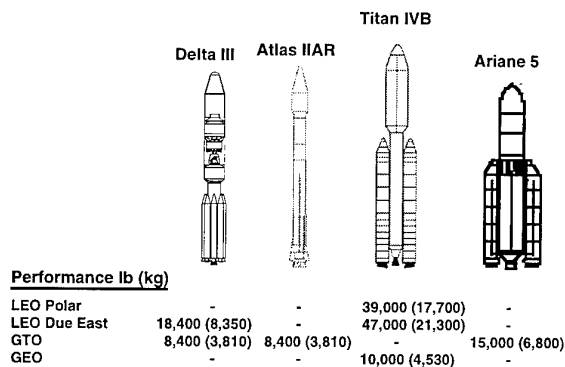 Titan IVB
Delta III Atlas IIAR Ariane 5
Performance lb (kg)
LEO Polar - - 39,000 (17,700) -
LEO Due East 18,400 (8,350) - 47,000 (21,300) -
GTO 8,400 (3,810) 8,400 (3,810) - 15,000 (6,800)
GEO - - 10,000 (4,530) -